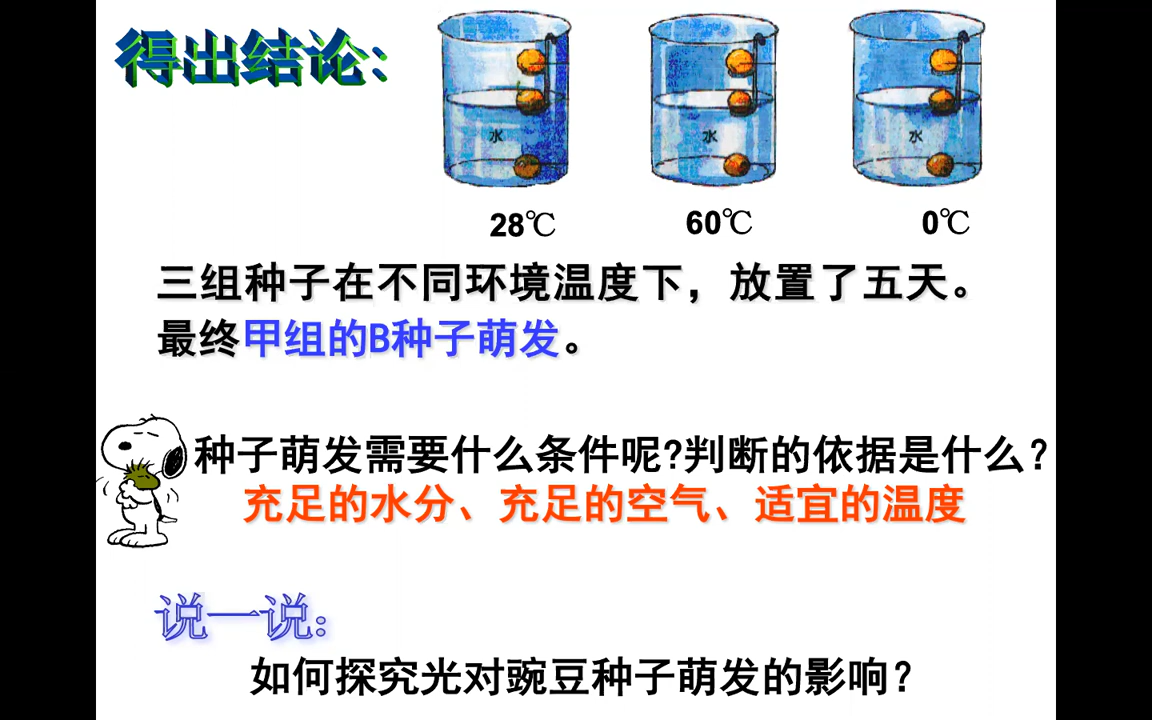 得出结论:
水 水 水
28℃ 60℃ 0℃
三组种子在不同环境温度下，放置了五天。
最终甲组的B种子萌发。
种子萌发需要什么条件呢?判断的依据是什么?
充足的水分、充足的空气、适宜的温度
说一说:
如何探究光对豌豆种子萌发的影响?